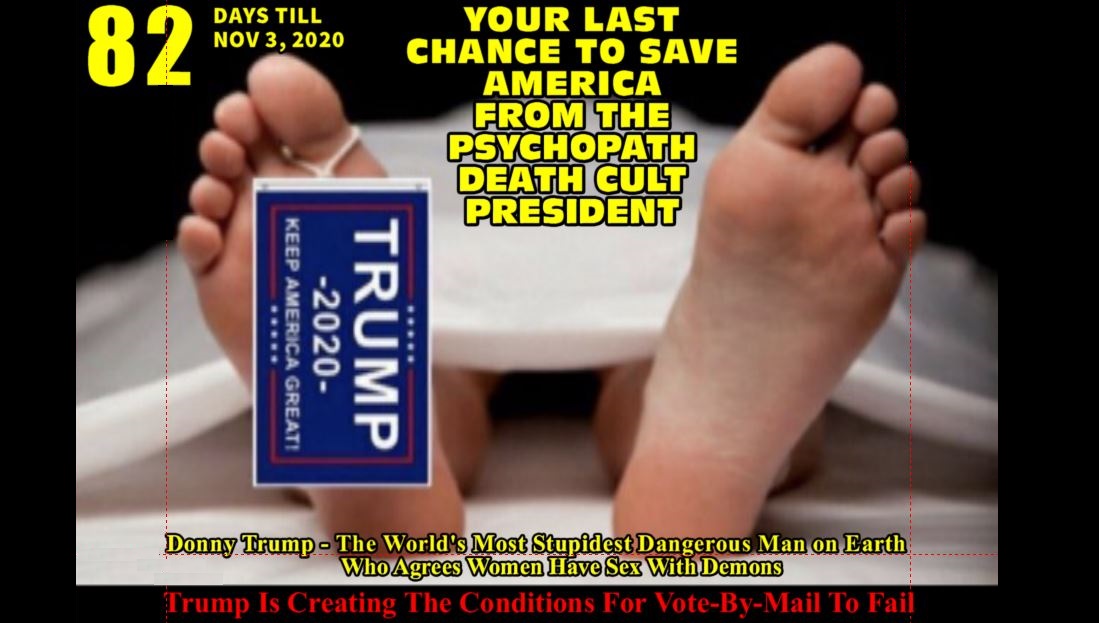 82
DAYS TILL
NOV 3, 2020
YOUR LAST
CHANCE TO SAVE
AMERICA
FROM THE
PSYCHOPATH
DEATH CULT
PRESIDENT
TRUMP
-2020-
KEEP AMERICA GREAT!
Donny Trump - The World's Most Stupidest Dangerous Man on Earth
Who Agrees Women Have Sex With Demons
Trump Is Creating The Conditions For Vote-By-Mail To Fail